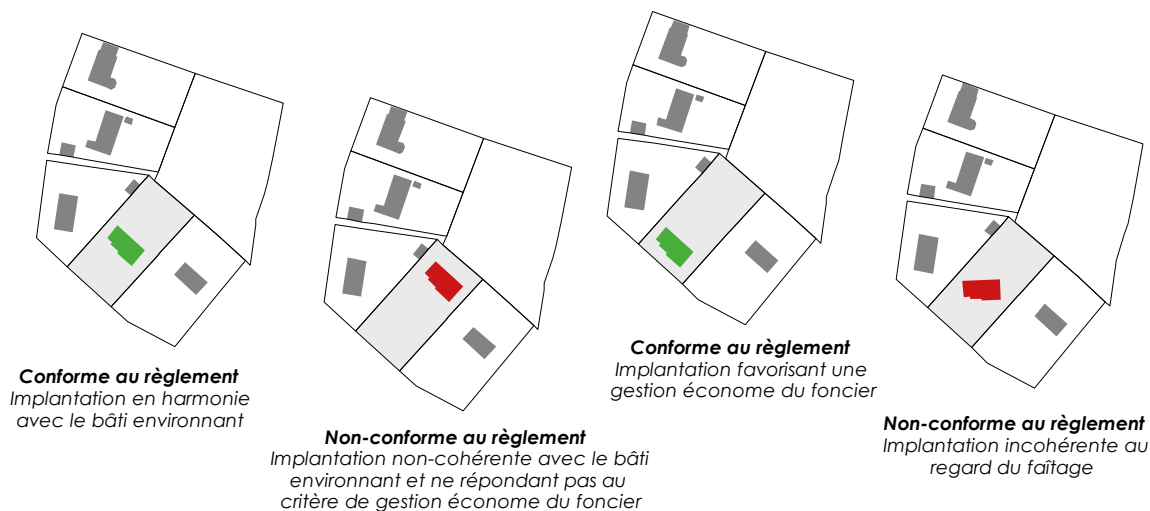 Conforme au règlement
Implantation en harmonie
avec le bâti environnant
Non-conforme au règlement
Implantation non-cohérente avec le bâti
environnant et ne répondant pas au
critère de gestion économe du foncier
Conforme au règlement
Implantation favorisant une
gestion économe du foncier
Non-conforme au règlement
Implantation incohérente au
regard du faîtage